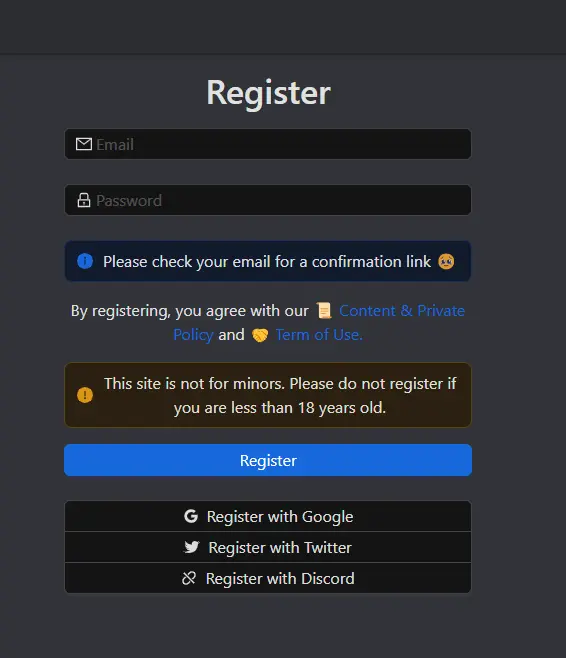 Register
Email
Password
Please check your email for a confirmation link
By registering, you agree with our 📜 Content & Private
Policy and 🤝 Term of Use.
This site is not for minors. Please do not register if
you are less than 18 years old.
Register
Register with Google
Register with Twitter
Register with Discord